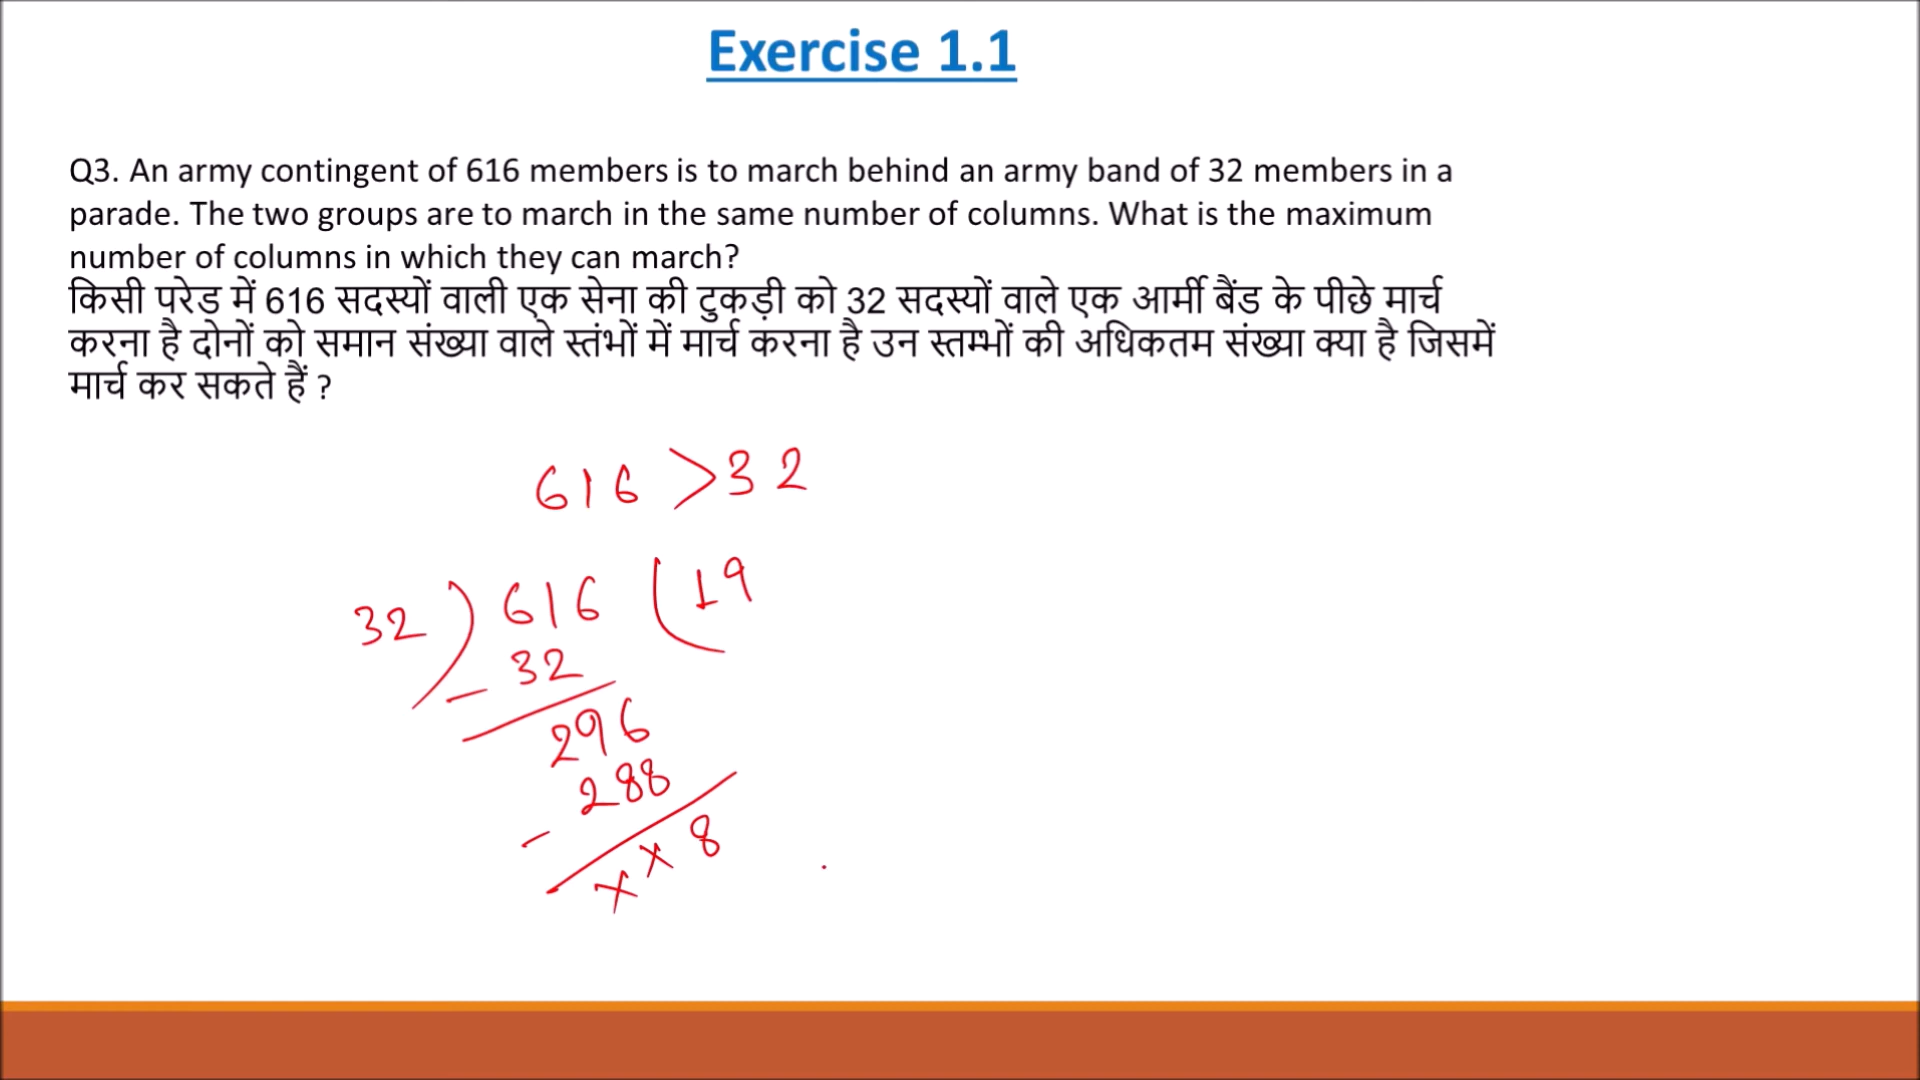 Exercise 1.1
Q3. An army contingent of 616 members is to march behind an army band of 32 members in a
parade. The two groups are to march in the same number of columns. What is the maximum
number of columns in which they can march?
किसी परेड में 616 सदस्यों वाली एक सेना की टुकड़ी को 32 सदस्यों वाले एक आर्मी बैंड के पीछे मार्च
करना है दोनों को समान संख्या वाले स्तंभों में मार्च करना है उन स्तम्भों की अधिकतम संख्या क्या है जिसमें
मार्च कर सकते हैं ?
616 > 32
32 ) 616 ( 19
- 32
296
- 288
x x 8